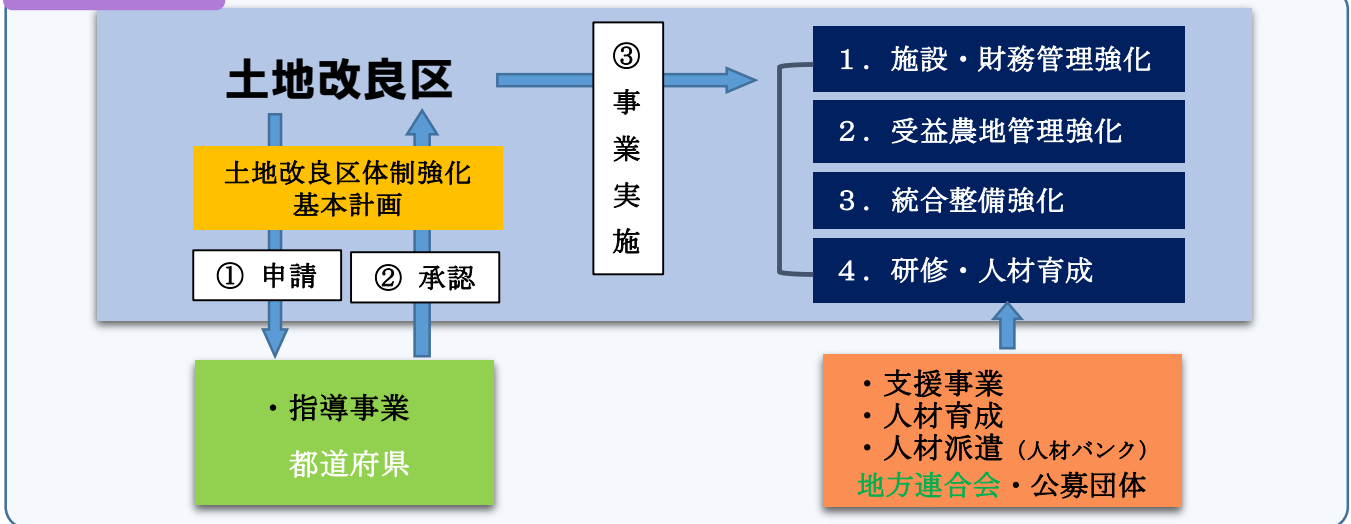 土地改良区
土地改良区体制強化
基本計画
① 申請
② 承認
③
事
業
実
施
１．施設・財務管理強化
２．受益農地管理強化
３．統合整備強化
４．研修・人材育成
・指導事業
都道府県
・支援事業
・人材育成
・人材派遣（人材バンク）
地方連合会・公募団体